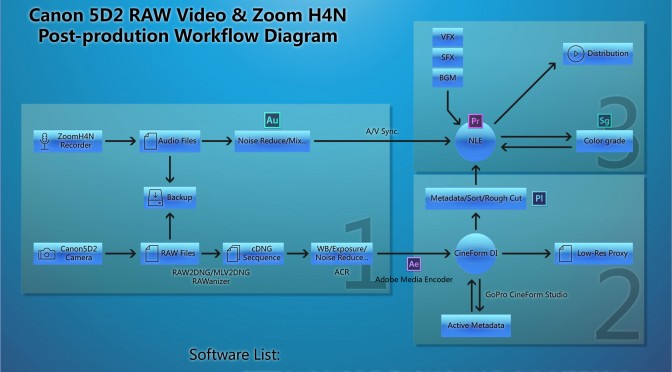 Canon 5D2 RAW Video & Zoom H4N
Post-prodution Workflow Diagram
VFX
SFX
BGM
Distribution
Pr
NLE
Sg
Color grade
3
Au
ZoomH4N
Recorder
Audio Files
Noise Reduce/Mix...
A/V Sync.
Backup
Metadata/Sort/Rough Cut
Pl
1
Canon5D2
Camera
RAW Files
cDNG
Secquence
WB/Exposure/
Noise Reduce...
RAW2DNG/MLV2DNG
RAWanizer
ACR
Ae
Adobe Media Encoder
CineForm DI
Low-Res Proxy
GoPro CineForm Studio
Active Metadata
2
Software List: